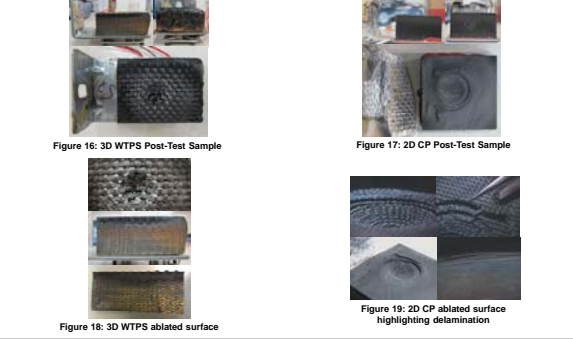 Figure 16: 3D WTPS Post-Test Sample
Figure 17: 2D CP Post-Test Sample
Figure 18: 3D WTPS ablated surface
Figure 19: 2D CP ablated surface
highlighting delamination